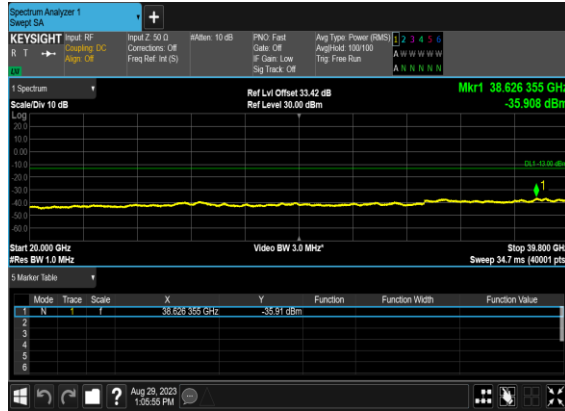 Spectrum Analyzer 1
Swept SA
+
KEYSIGHT Input: RF Input Z: 50 Ω #Atten: 10 dB PNO: Fast Avg Type: Power (RMS) 1 2 3 4 5 6
R T Coupling: DC Corrections: Off Gate: Off Avg|Hold: 100/100 A W W W W W
Align: Off Freq Ref: Int (S) IF Gain: Low Trig: Free Run
Sig Track: Off A N N N N N
1 Spectrum
Ref Lvl Offset 33.42 dB Mkr1 38.626 355 GHz
Scale/Div 10 dB Ref Level 30.00 dBm -35.908 dBm
Log
20.0
10.0
0.00
-10.0 DL1 -13.00 dBm
-20.0
-30.0 1
-40.0
-50.0
-60.0
Start 20.000 GHz Video BW 3.0 MHz* Stop 39.800 GHz
#Res BW 1.0 MHz Sweep 34.7 ms (40001 pts)
5 Marker Table
Mode Trace Scale X Y Function Function Width Function Value
1 N 1 f 38.626 355 GHz -35.91 dBm
2
3
4
5
6
? Aug 29, 2023
1:05:55 PM